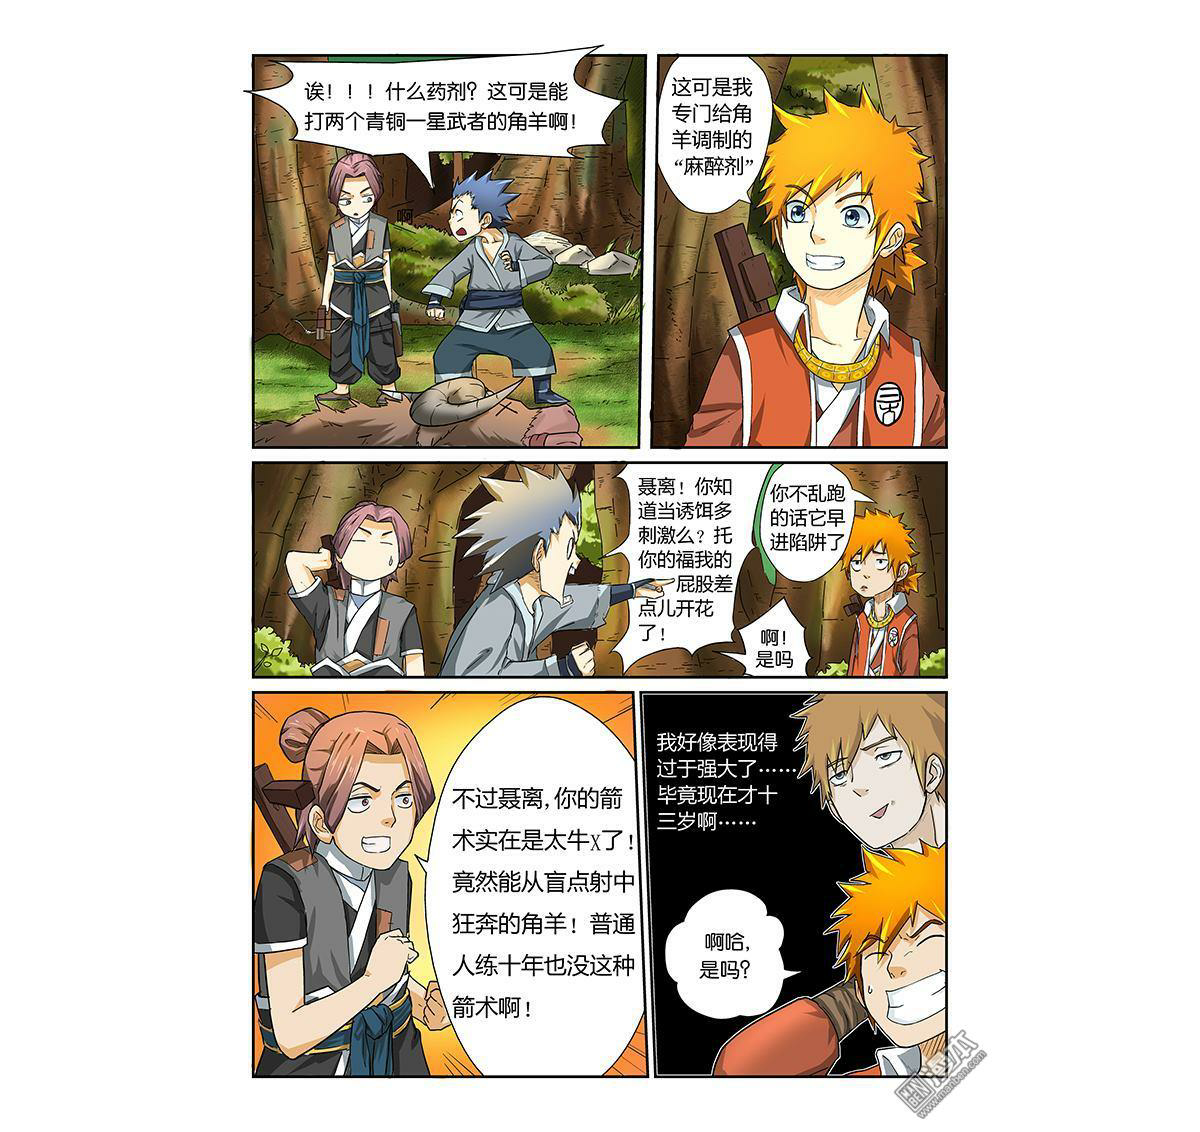 诶！！！什么药剂？这可是能
打两个青铜一星武者的角羊啊！
啊
这可是我
专门给角
羊调制的
“麻醉剂”
聂离！你知
道当诱饵多
刺激么？托
你的福我的
屁股差
点儿开花
了！
你不乱跑
的话它早
进陷阱了
啊！
是吗
不过聂离，你的箭
术实在是太牛X了！
竟然能从盲点射中
狂奔的角羊！普通
人练十年也没这种
箭术啊！
我好像表现得
过于强大了……
毕竟现在才十
三岁啊……
啊哈，
是吗？
MAN
BEN
漫本
www.manben.com